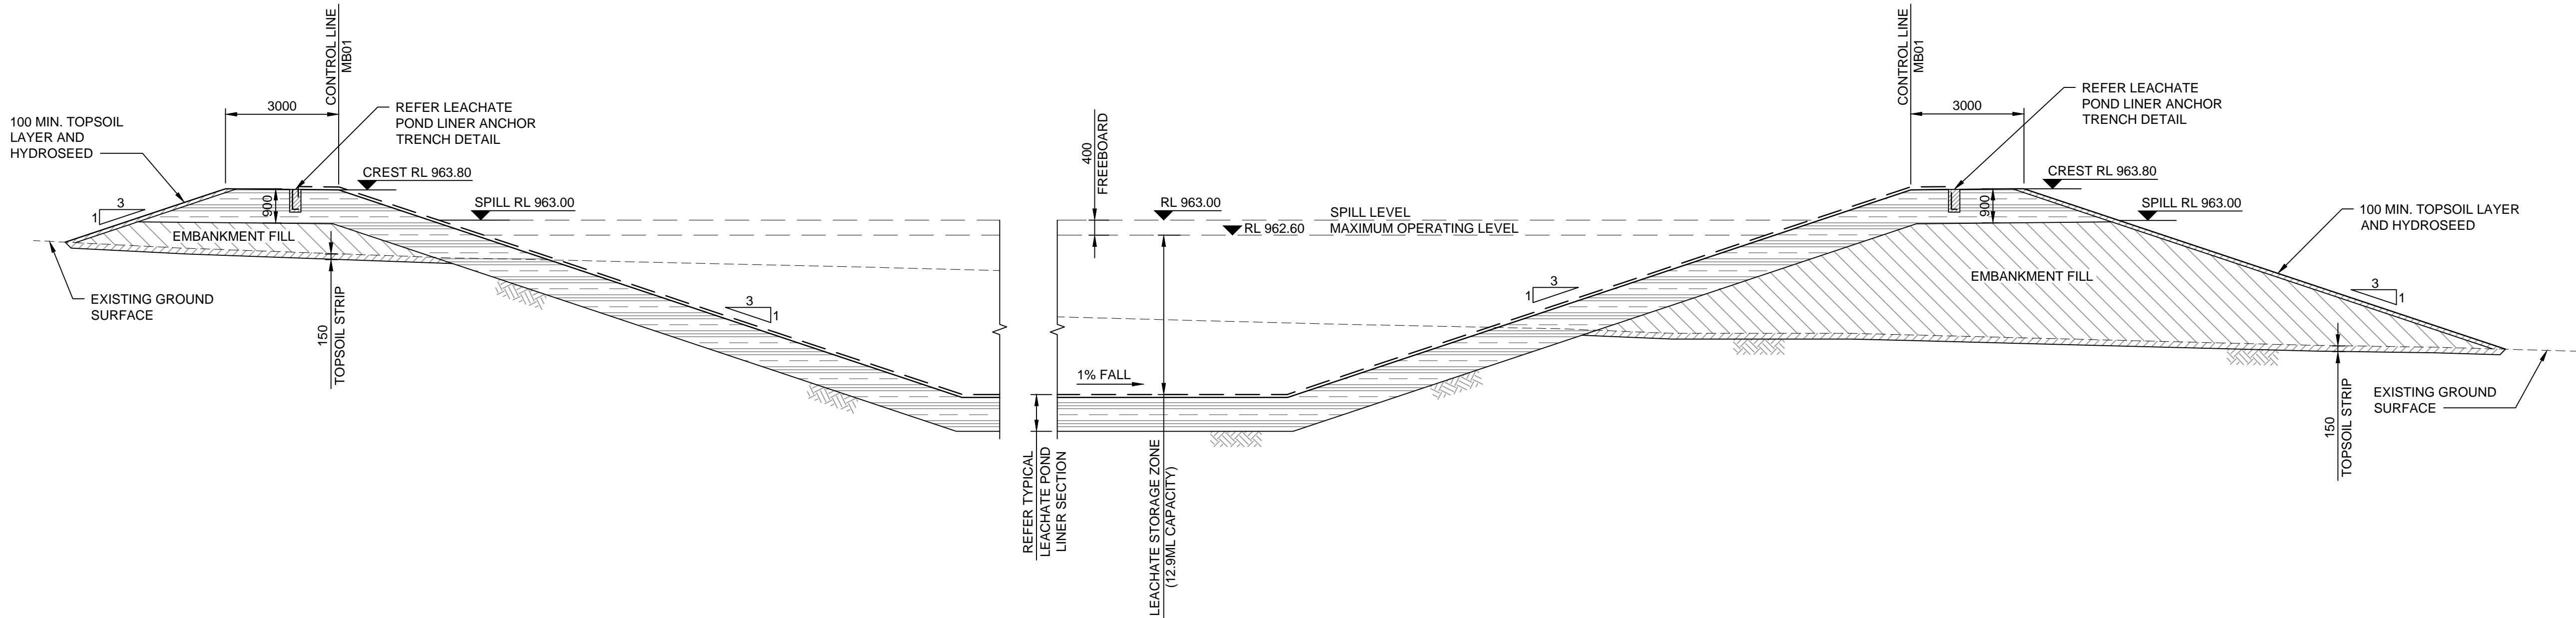 CONTROL LINE
MB01
3000
REFER LEACHATE
POND LINER ANCHOR
TRENCH DETAIL
100 MIN. TOPSOIL
LAYER AND
HYDROSEED
CREST RL 963.80
SPILL RL 963.00
900
3
1
EMBANKMENT FILL
EXISTING GROUND
SURFACE
150
TOPSOIL STRIP
3
1
400
FREEBOARD
RL 963.00
SPILL LEVEL
RL 962.60
MAXIMUM OPERATING LEVEL
1% FALL
REFER TYPICAL
LEACHATE POND
LINER SECTION
LEACHATE STORAGE ZONE
(12.9ML CAPACITY)
CONTROL LINE
MB01
3000
REFER LEACHATE
POND LINER ANCHOR
TRENCH DETAIL
CREST RL 963.80
SPILL RL 963.00
900
100 MIN. TOPSOIL LAYER
AND HYDROSEED
3
1
EMBANKMENT FILL
3
1
EXISTING GROUND
SURFACE
150
TOPSOIL STRIP